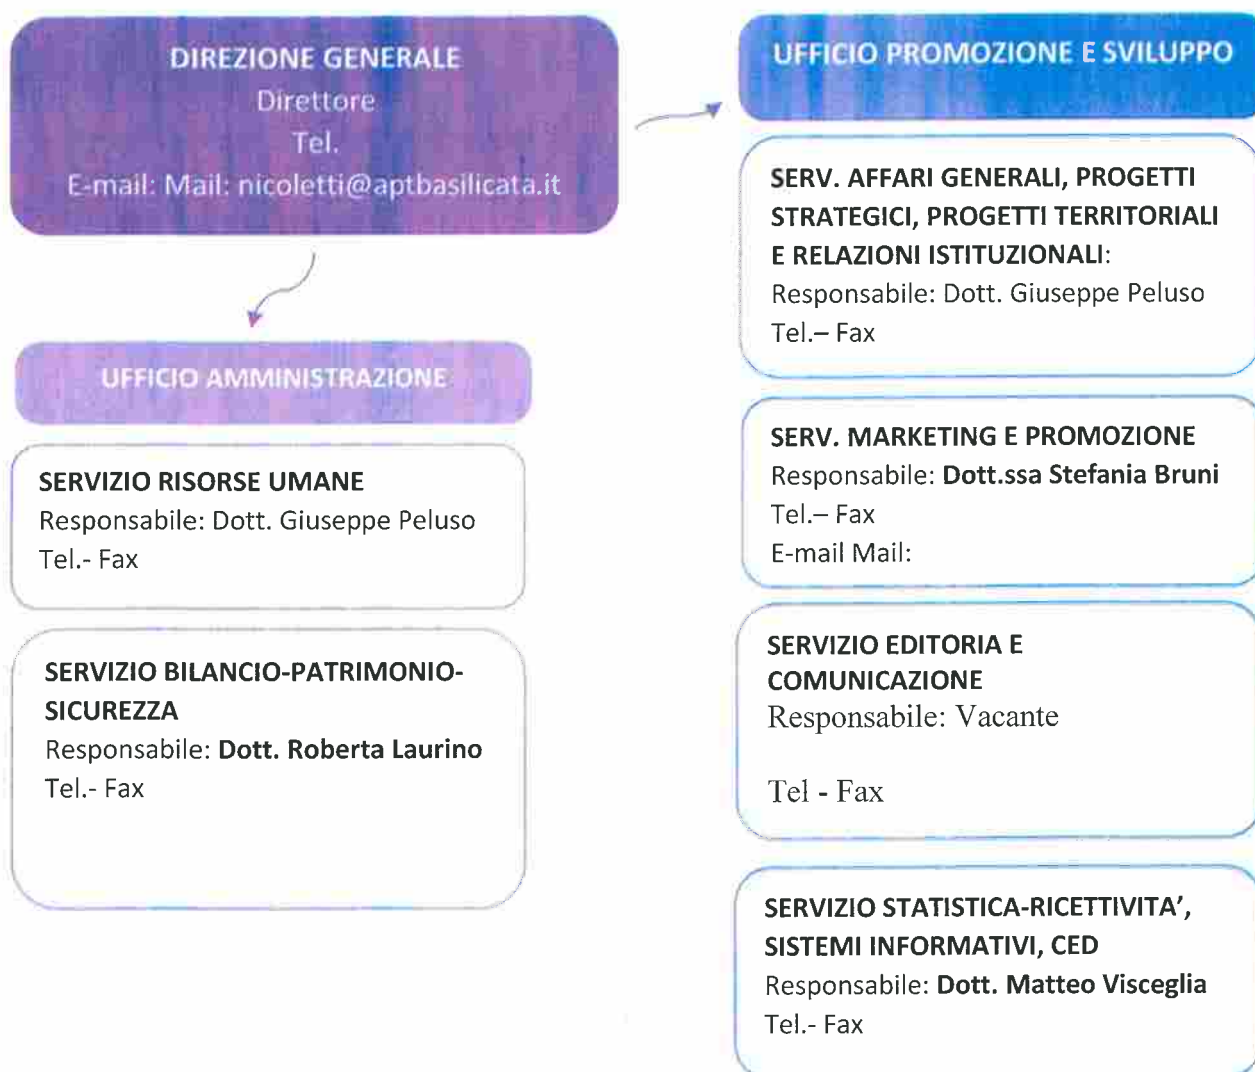 DIREZIONE GENERALE
Direttore
Tel.
E-mail: Mail: nicoletti@aptbasilicata.it
UFFICIO AMMINISTRAZIONE
SERVIZIO RISORSE UMANE
Responsabile: Dott. Giuseppe Peluso
Tel.- Fax
SERVIZIO BILANCIO-PATRIMONIO-
SICUREZZA
Responsabile: Dott. Roberta Laurino
Tel.- Fax
UFFICIO PROMOZIONE E SVILUPPO
SERV. AFFARI GENERALI, PROGETTI
STRATEGICI, PROGETTI TERRITORIALI
E RELAZIONI ISTITUZIONALI:
Responsabile: Dott. Giuseppe Peluso
Tel.– Fax
SERV. MARKETING E PROMOZIONE
Responsabile: Dott.ssa Stefania Bruni
Tel.– Fax
E-mail Mail:
SERVIZIO EDITORIA E
COMUNICAZIONE
Responsabile: Vacante
Tel - Fax
SERVIZIO STATISTICA-RICETTIVITA’,
SISTEMI INFORMATIVI, CED
Responsabile: Dott. Matteo Visceglia
Tel.- Fax